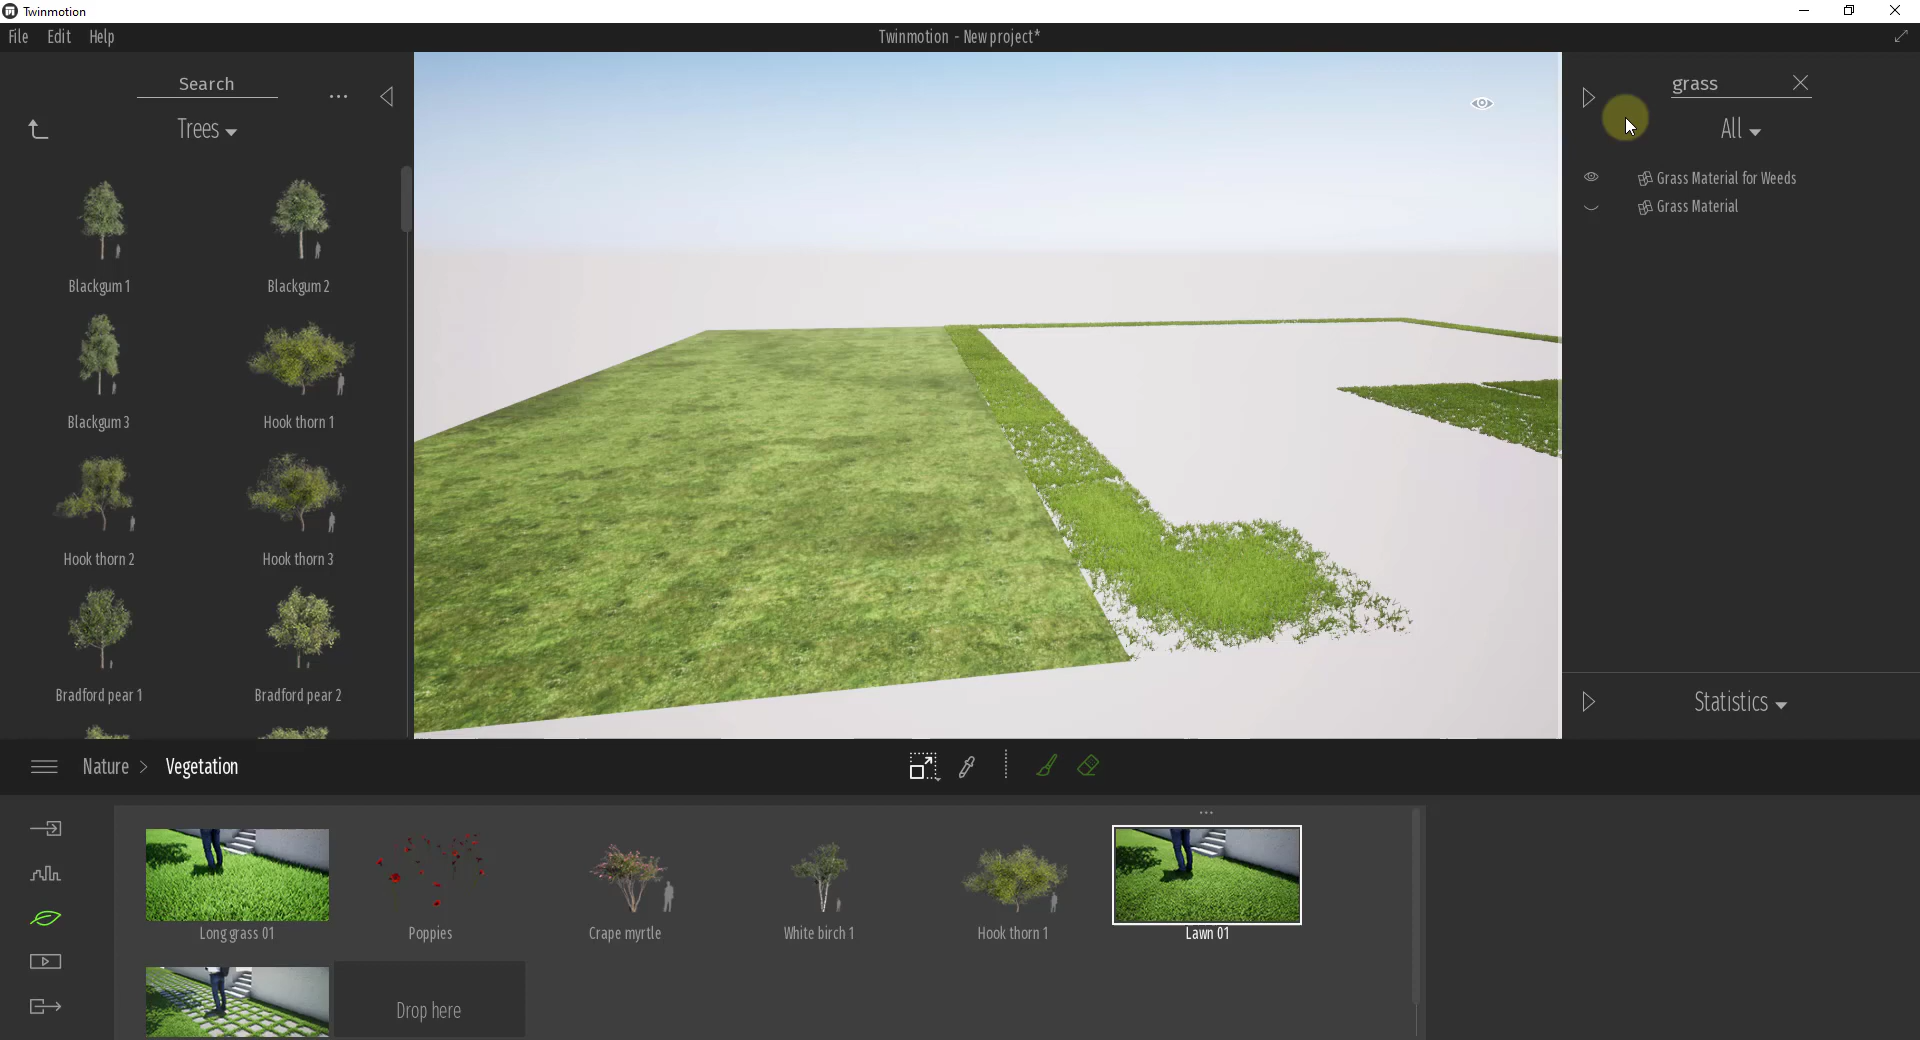 Twinmotion
File Edit Help
Twinmotion - New project*
Search
Trees
Blackgum 1
Blackgum 2
Blackgum 3
Hook thorn 1
Hook thorn 2
Hook thorn 3
Bradford pear 1
Bradford pear 2
grass
All
Grass Material for Weeds
Grass Material
Statistics
Nature > Vegetation
Long grass 01
Poppies
Crape myrtle
White birch 1
Hook thorn 1
Lawn 01
Drop here